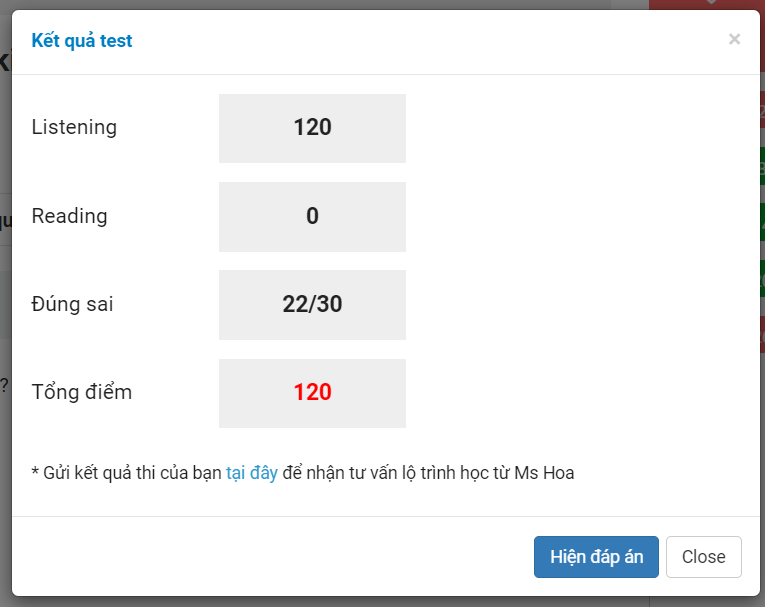 Kết quả test
×
Listening
120
Reading
0
Đúng sai
22/30
Tổng điểm
120
* Gửi kết quả thi của bạn tại đây để nhận tư vấn lộ trình học từ Ms Hoa
Hiện đáp án
Close